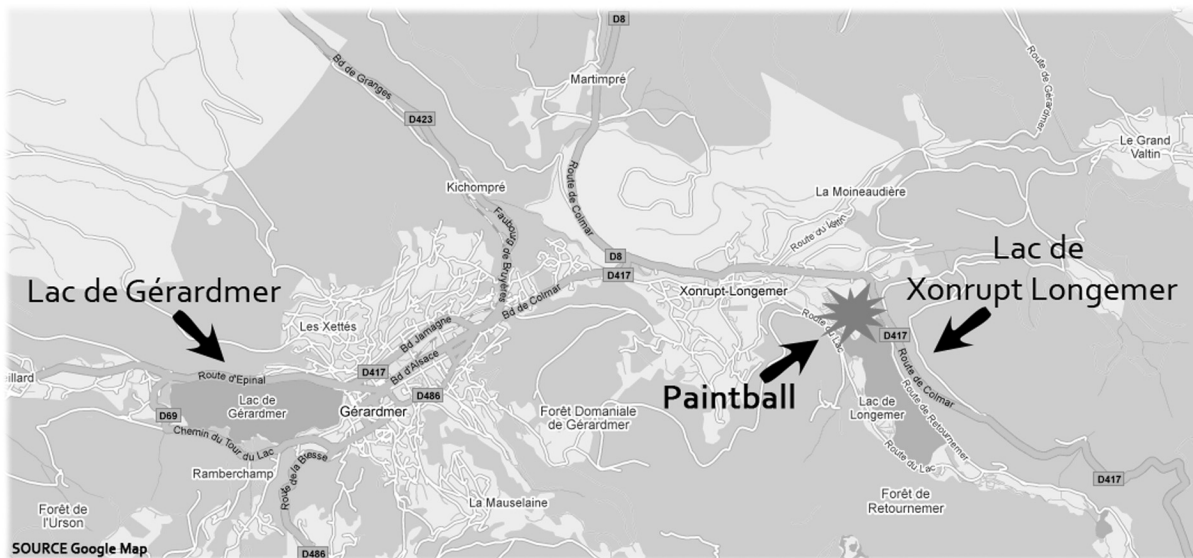 D8
Bd de Granges
Martimpré
Route de Gérardmer
D423
Le Grand
Valtin
Route de Colmar
Kichompré
La Moineaudière
Faubourg de Bruyères
D8
Lac de
Xonrupt Longemer
Lac de Gérardmer
D417
Xonrupt-Longemer
Bd de Colmar
Les Xettés
Bd Jamagne
Route du Lac
D417
Bd d'Alsace
D417
Route d'Epinal
Paintball
Route de Colmar
D486
Lac de
Gérardmer
Gérardmer
Forêt Domaniale
de Gérardmer
Lac de
Longemer
Route de Retournemer
D69
Chemin du Tour du Lac
Ramberchamp
Route de la Bresse
Route du Lac
D417
La Mauselaine
Forêt de
Retournemer
Forêt de
l'Urson
SOURCE Google Map
D486